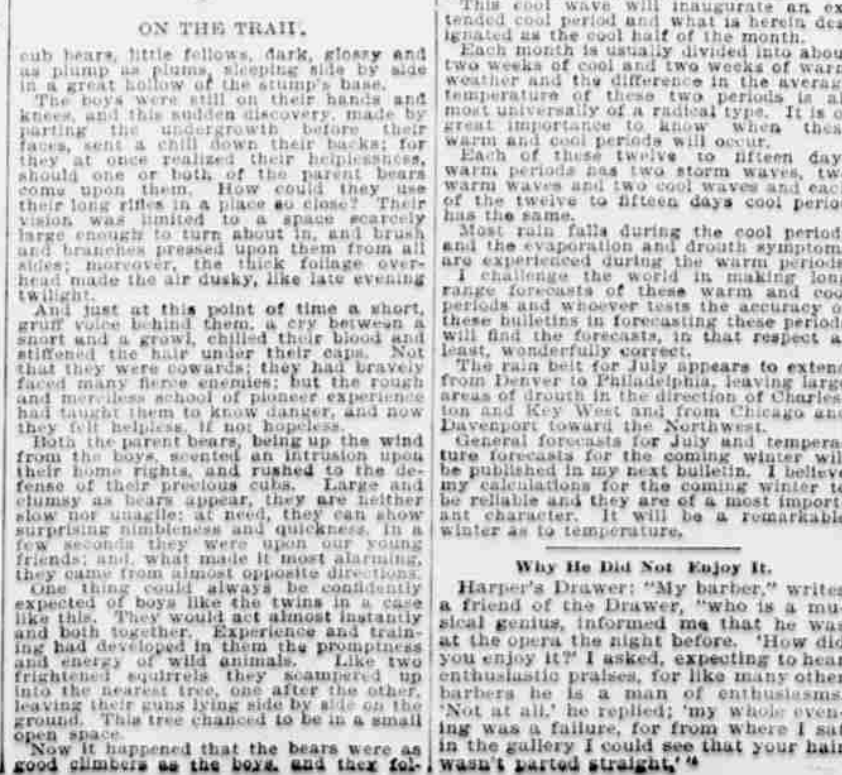 ON THE TRAIL.
cub bears, little fellows, dark, glossy and
as plump as plums, sleeping side by side
in a great hollow of the stump's base.
The boys were still on their hands and
knees, and this sudden discovery, made by
parting the undergrowth before their
faces, sent a chill down their backs; for
they at once realized their helplessness,
should one or both of the parent bears
come upon them. How could they use
their long rifles in a place so close? Their
vision was limited to a space scarcely
large enough to turn about in, and brush
and branches pressed upon them from all
sides; moreover, the thick foliage over-
head made the air dusky, like late evening
twilight.
And just at this point of time a short,
gruff voice behind them, a cry between a
snort and a growl, chilled their blood and
stiffened the hair under their caps. Not
that they were cowards; they had bravely
faced many fierce enemies; but the rough
and merciless school of pioneer experience
had taught them to know danger, and now
they felt helpless, if not hopeless.
Both the parent bears, being up the wind
from the boys, scented an intrusion upon
their home rights, and rushed to the de-
fense of their precious cubs. Large and
clumsy as bears appear, they are neither
slow nor unagile; at need, they can show
surprising nimbleness and quickness. In a
few seconds they were upon our young
friends; and, what made it most alarming,
they came from almost opposite directions.
One thing could always be confidently
expected of boys like the twins in a case
like this. They would act almost instantly
and both together. Experience and train-
ing had developed in them the promptness
and energy of wild animals. Like two
frightened squirrels they scampered up
into the nearest tree, one after the other,
leaving their guns lying side by side on the
ground. This tree chanced to be in a small
open space.
Now it happened that the bears were as
good climbers as the boys, and they fol-
This cool wave will inaugurate an ex
tended cool period and what is herein des
ignated as the cool half of the month.
Each month is usually divided into abou
two weeks of cool and two weeks of warm
weather and the difference in the averag
temperature of these two periods is al
most universally of a radical type. It is o
great importance to know when thes
warm and cool periods will occur.
Each of these twelve to fifteen day
warm periods has two storm waves, tw
warm waves and two cool waves and eac
of the twelve to fifteen days cool perio
has the same.
Most rain falls during the cool period
and the evaporation and drouth symptom
are experienced during the warm periods
I challenge the world in making long
range forecasts of these warm and coo
periods and whoever tests the accuracy o
these bulletins in forecasting these period
will find the forecasts, in that respect a
least, wonderfully correct.
The rain belt for July appears to extend
from Denver to Philadelphia, leaving large
areas of drouth in the direction of Charles-
ton and Key West and from Chicago and
Davenport toward the Northwest.
General forecasts for July and tempera-
ture forecasts for the coming winter will
be published in my next bulletin. I believe
my calculations for the coming winter to
be reliable and they are of a most import
ant character. It will be a remarkable
winter as to temperature.
Why He Did Not Enjoy It.
Harper's Drawer: "My barber," writes
a friend of the Drawer, "who is a mu-
sical genius, informed me that he was
at the opera the night before. 'How did
you enjoy it?' I asked, expecting to hear
enthusiastic praises, for like many other
barbers he is a man of enthusiasms.
'Not at all,' he replied; 'my whole even-
ing was a failure, for from where I sat
in the gallery I could see that your hair
wasn't parted straight.'"